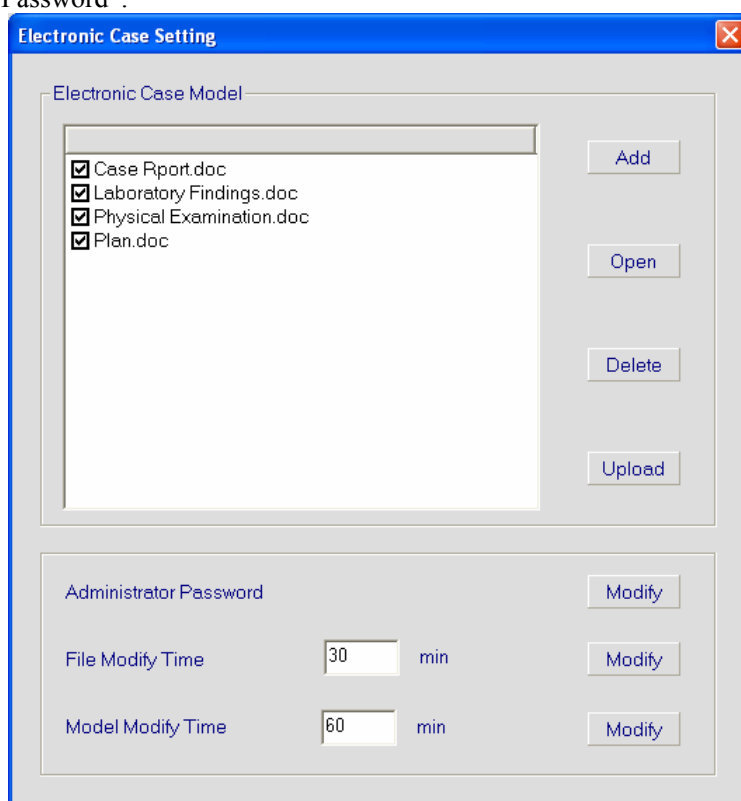 Password".
Electronic Case Setting
Electronic Case Model
Case Rport.doc
Laboratory Findings.doc
Physical Examination.doc
Plan.doc
Add
Open
Delete
Upload
Administrator Password Modify
File Modify Time 30 min Modify
Model Modify Time 60 min Modify